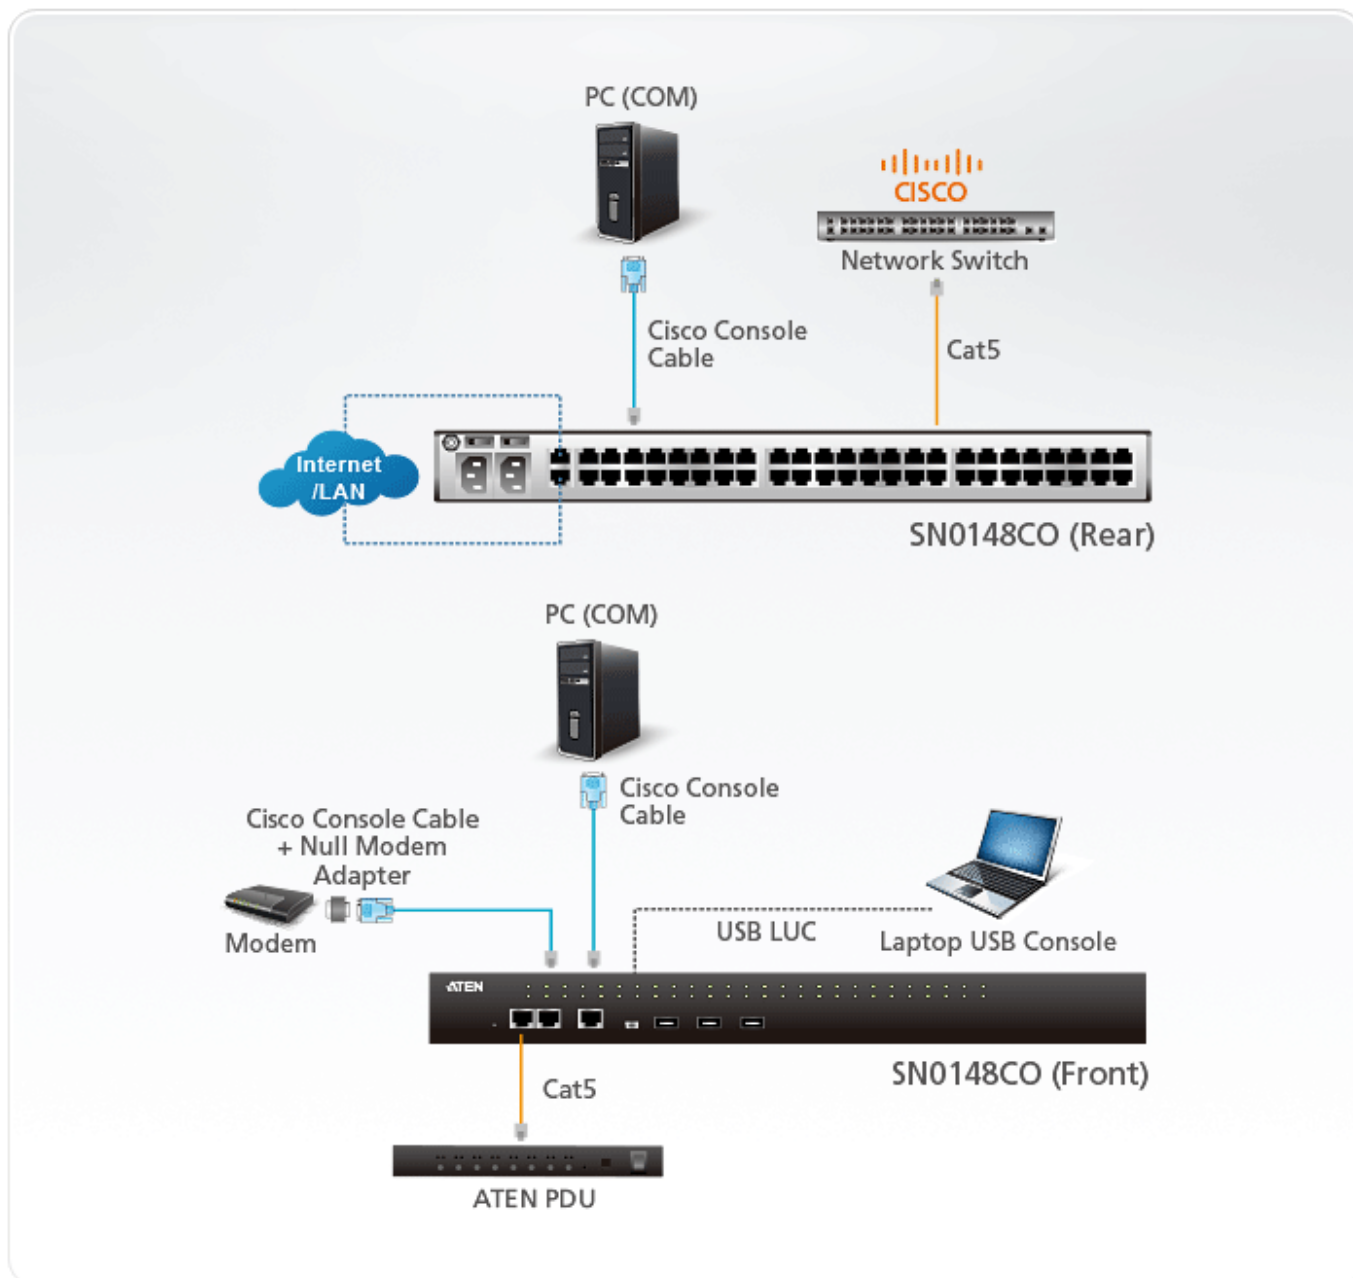 PC (COM)
CISCO
Network Switch
Cisco Console
Cable
Cat5
Internet
/LAN
SN0148CO (Rear)
PC (COM)
Cisco Console
Cable
Cisco Console Cable
+ Null Modem
Adapter
Modem
USB LUC
Laptop USB Console
ATEN
SN0148CO (Front)
Cat5
ATEN PDU